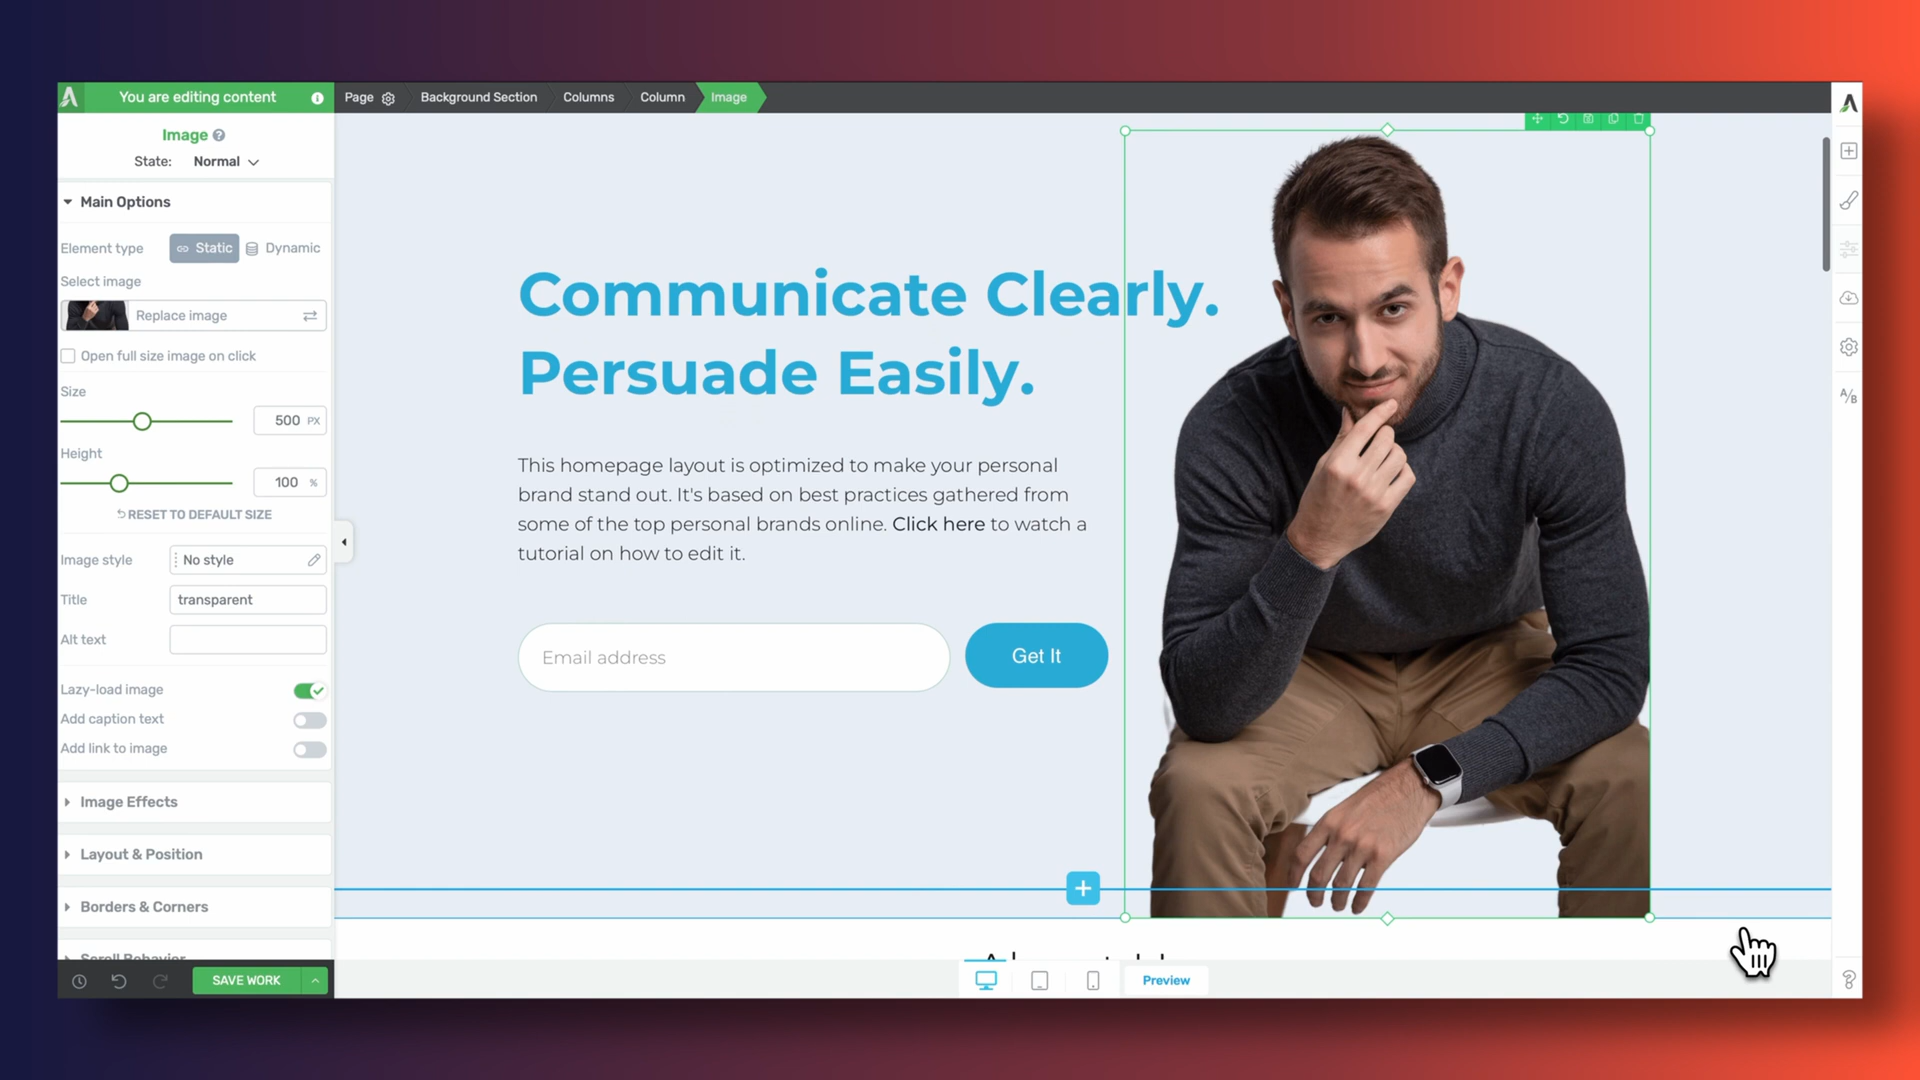 You are editing content
Page
Background Section
Columns
Column
Image
Image
State: Normal
Main Options
Element type Static Dynamic
Select image
Replace image
Open full size image on click
Size
500 PX
Height
100 %
RESET TO DEFAULT SIZE
Image style No style
Title transparent
Alt text
Lazy-load image
Add caption text
Add link to image
Image Effects
Layout & Position
Borders & Corners
Scroll Behavior
SAVE WORK
Communicate Clearly.
Persuade Easily.
This homepage layout is optimized to make your personal
brand stand out. It's based on best practices gathered from
some of the top personal brands online. Click here to watch a
tutorial on how to edit it.
Email address
Get It
A/B
Preview